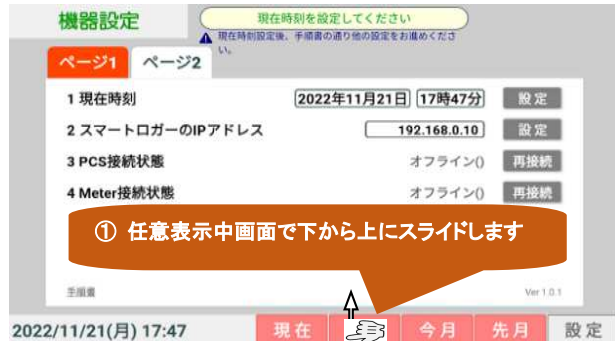 機器設定
現在時刻を設定してください
現在時刻設定後、手順書の通り他の設定をお進めくださ
い。
ページ1 ページ2
1 現在時刻 2022年11月21日 17時47分 設定
2 スマートロガーのIPアドレス 192.168.0.10 設定
3 PCS接続状態 オフライン() 再接続
4 Meter接続状態 オフライン() 再接続
① 任意表示中画面で下から上にスライドします
手順書 Ver 1.0.1
2022/11/21(月) 17:47 現在 今月 先月 設定